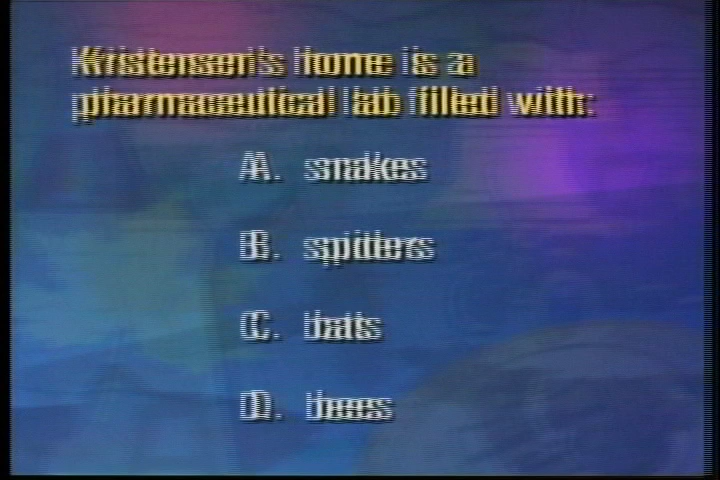 Kristensen's home is a
pharmaceutical lab filled with:
A. snakes
B. spiders
C. bats
D. bees